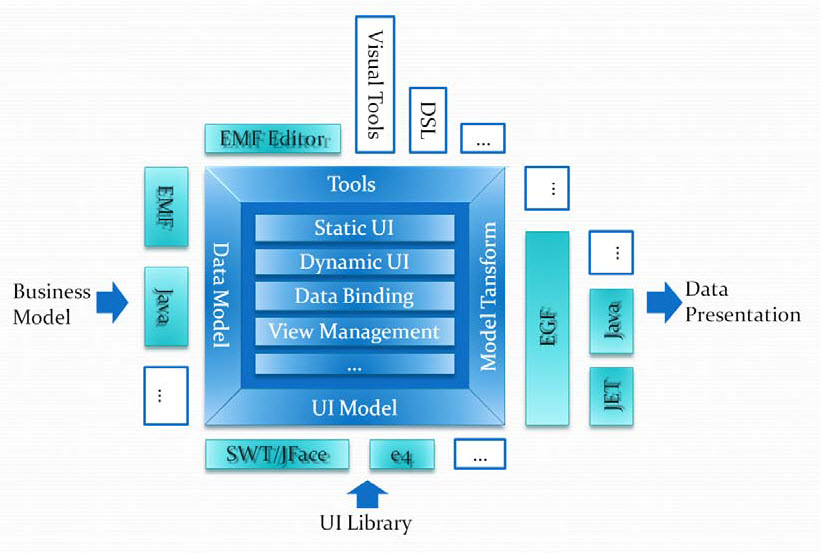 Visual Tools
DSL
EMF Editor
...
EMF
Tools
...
Static UI
Dynamic UI
Data Binding
View Management
...
Data Model
Model Tansform
UI Model
Business
Model
Java
...
EGF
...
Java
JET
Data
Presentation
SWT/JFace
e4
...
UI Library